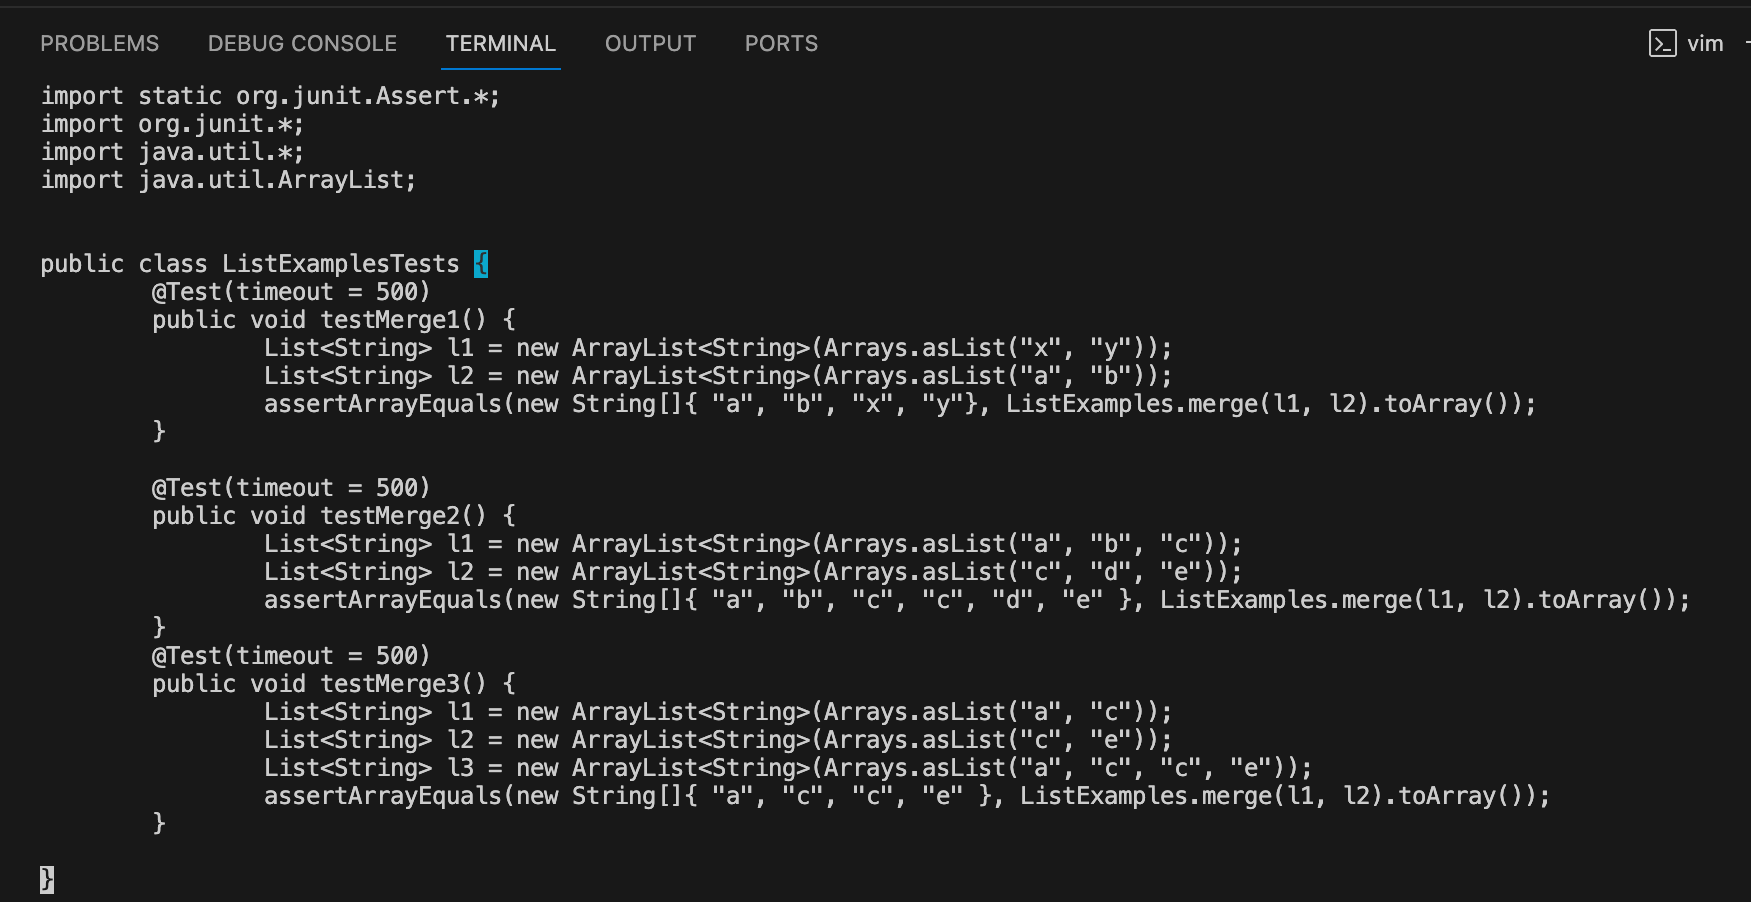 PROBLEMS DEBUG CONSOLE TERMINAL OUTPUT PORTS vim
import static org.junit.Assert.*;
import org.junit.*;
import java.util.*;
import java.util.ArrayList;
public class ListExamplesTests {
        @Test(timeout = 500)
        public void testMerge1() {
                List<String> l1 = new ArrayList<String>(Arrays.asList("x", "y"));
                List<String> l2 = new ArrayList<String>(Arrays.asList("a", "b"));
                assertArrayEquals(new String[]{ "a", "b", "x", "y"}, ListExamples.merge(l1, l2).toArray());
        }
        @Test(timeout = 500)
        public void testMerge2() {
                List<String> l1 = new ArrayList<String>(Arrays.asList("a", "b", "c"));
                List<String> l2 = new ArrayList<String>(Arrays.asList("c", "d", "e"));
                assertArrayEquals(new String[]{ "a", "b", "c", "c", "d", "e" }, ListExamples.merge(l1, l2).toArray());
        }
        @Test(timeout = 500)
        public void testMerge3() {
                List<String> l1 = new ArrayList<String>(Arrays.asList("a", "c"));
                List<String> l2 = new ArrayList<String>(Arrays.asList("c", "e"));
                List<String> l3 = new ArrayList<String>(Arrays.asList("a", "c", "c", "e"));
                assertArrayEquals(new String[]{ "a", "c", "c", "e" }, ListExamples.merge(l1, l2).toArray());
        }
}